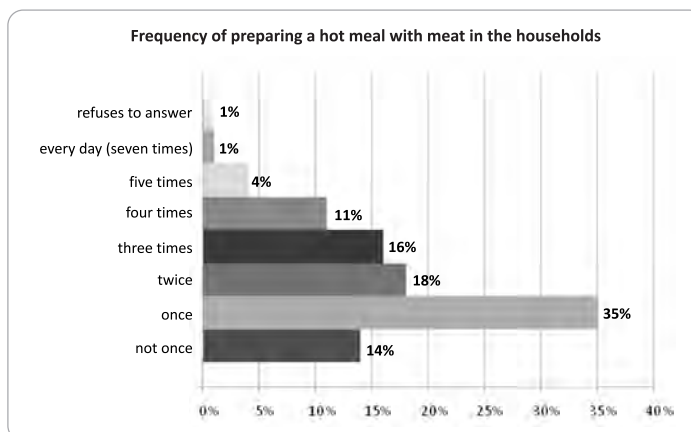 Frequency of preparing a hot meal with meat in the households
refuses to answer 1%
every day (seven times) 1%
five times 4%
four times 11%
three times 16%
twice 18%
once 35%
not once 14%
0% 5% 10% 15% 20% 25% 30% 35% 40%